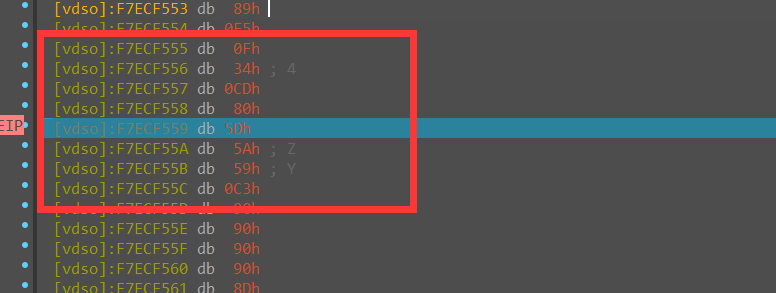 [vdso]:F7ECF553 db 89h
[vdso]:F7ECF554 db 0E5h
[vdso]:F7ECF555 db 0Fh
[vdso]:F7ECF556 db 34h ; 4
[vdso]:F7ECF557 db 0CDh
[vdso]:F7ECF558 db 80h
EIP [vdso]:F7ECF559 db 5Dh
[vdso]:F7ECF55A db 5Ah ; Z
[vdso]:F7ECF55B db 59h ; Y
[vdso]:F7ECF55C db 0C3h
[vdso]:F7ECF55D db 90h
[vdso]:F7ECF55E db 90h
[vdso]:F7ECF55F db 90h
[vdso]:F7ECF560 db 90h
[vdso]:F7ECF561 db 8Dh